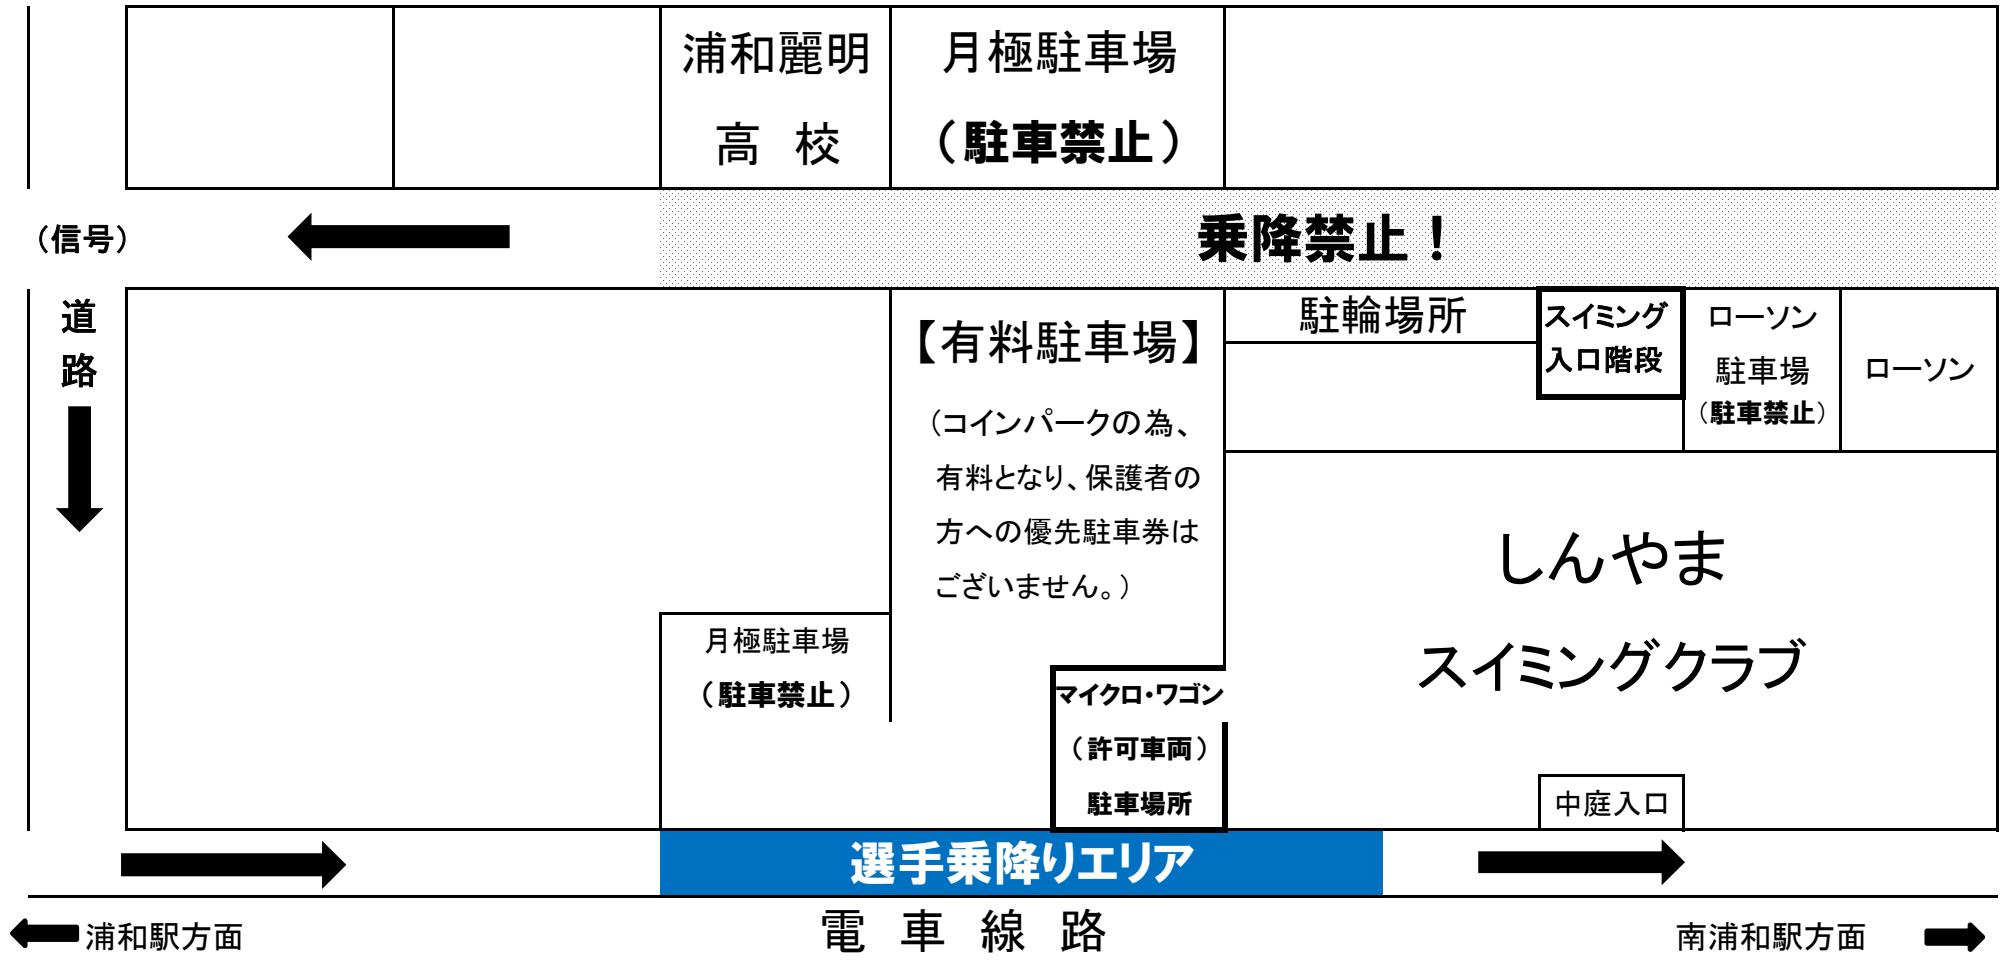 浦和麗明
高 校
月極駐車場
（駐車禁止）
（信号）
乗降禁止！
道
路
【有料駐車場】
（コインパークの為、
有料となり、保護者の
方への優先駐車券は
ございません。）
駐輪場所
スイミング
入口階段
ローソン
駐車場
（駐車禁止）
ローソン
しんやま
スイミングクラブ
月極駐車場
（駐車禁止）
マイクロ・ワゴン
（許可車両）
駐車場所
中庭入口
選手乗降りエリア
浦和駅方面
電 車 線 路
南浦和駅方面